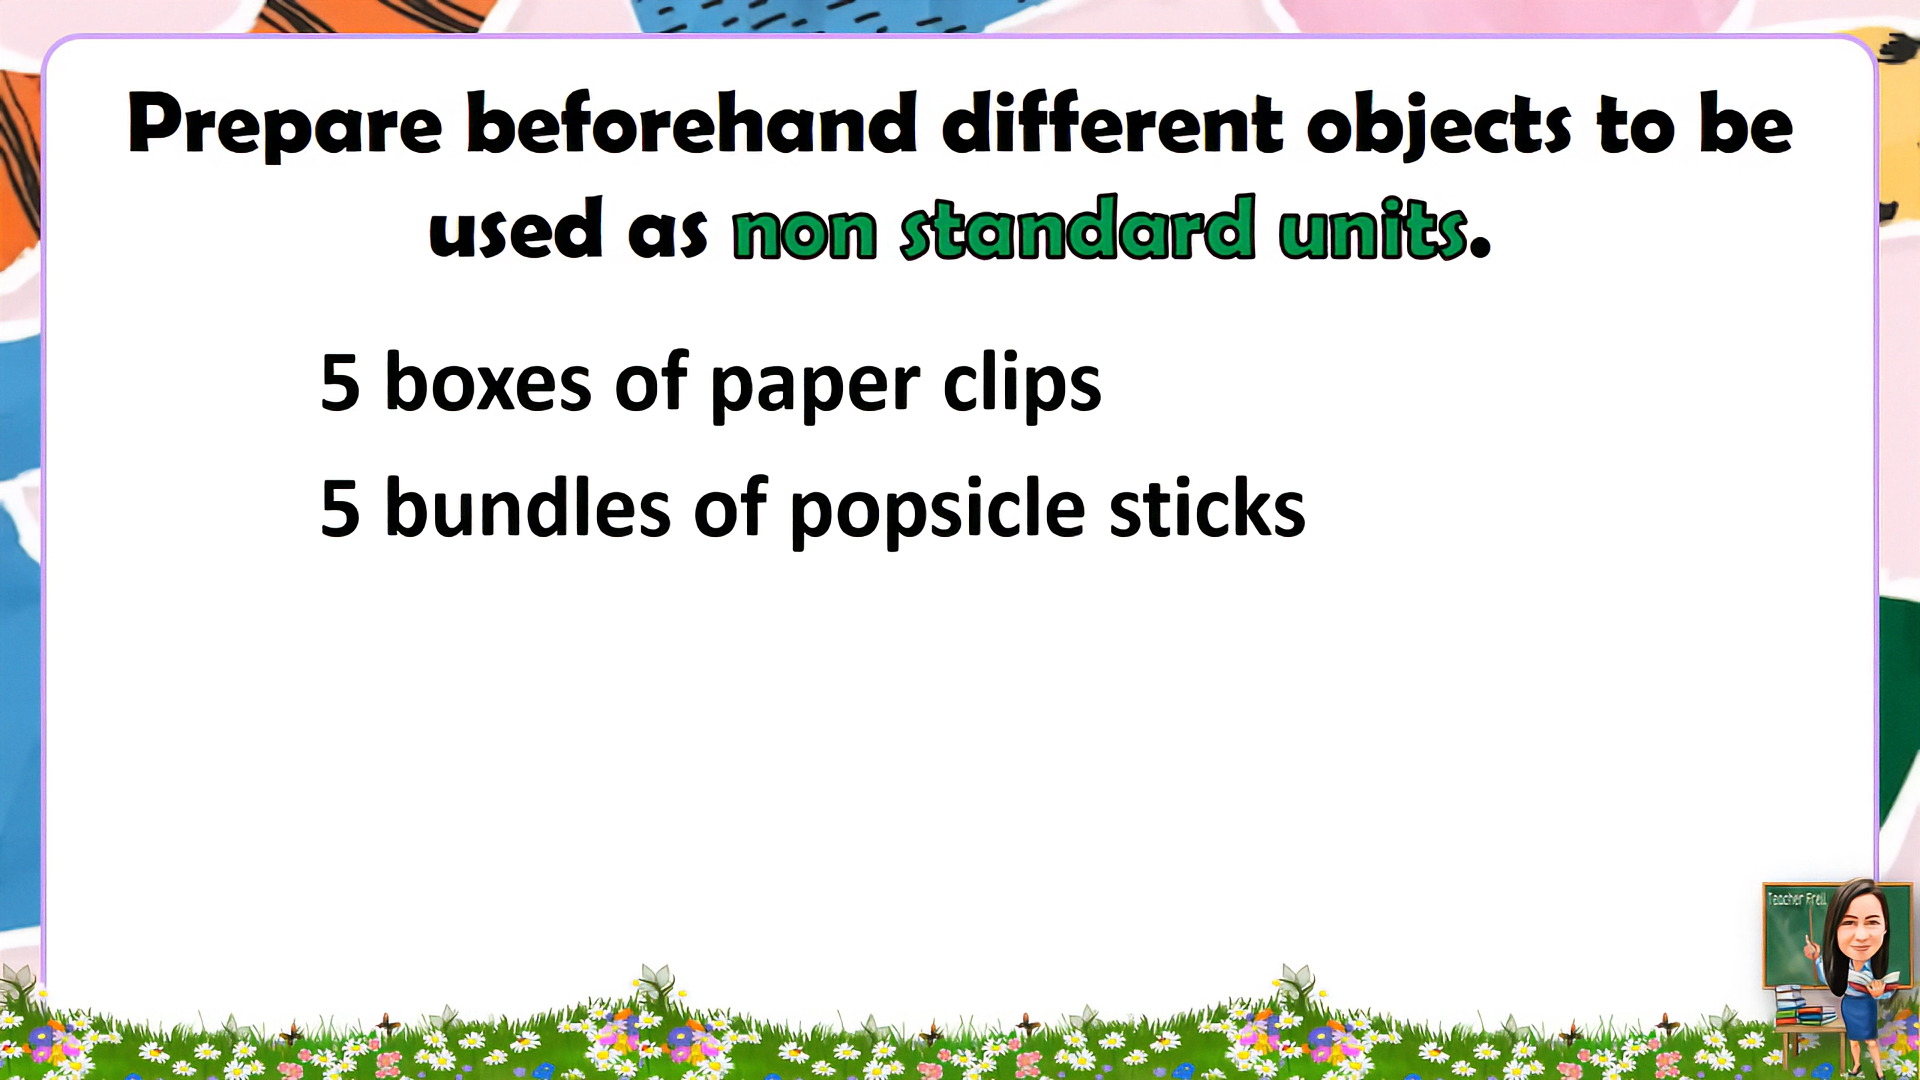 Prepare beforehand different objects to be
used as non standard units.
5 boxes of paper clips
5 bundles of popsicle sticks
Teacher Frell